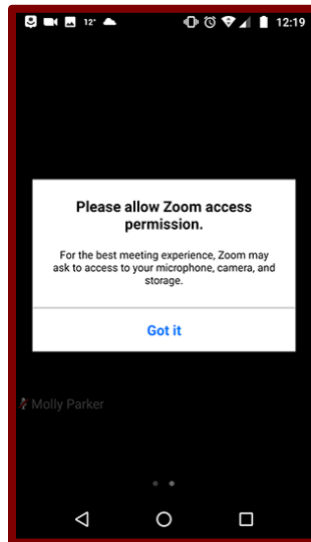 12° 12:19
Please allow Zoom access
permission.
For the best meeting experience, Zoom may
ask to access to your microphone, camera, and
storage.
Got it
Molly Parker